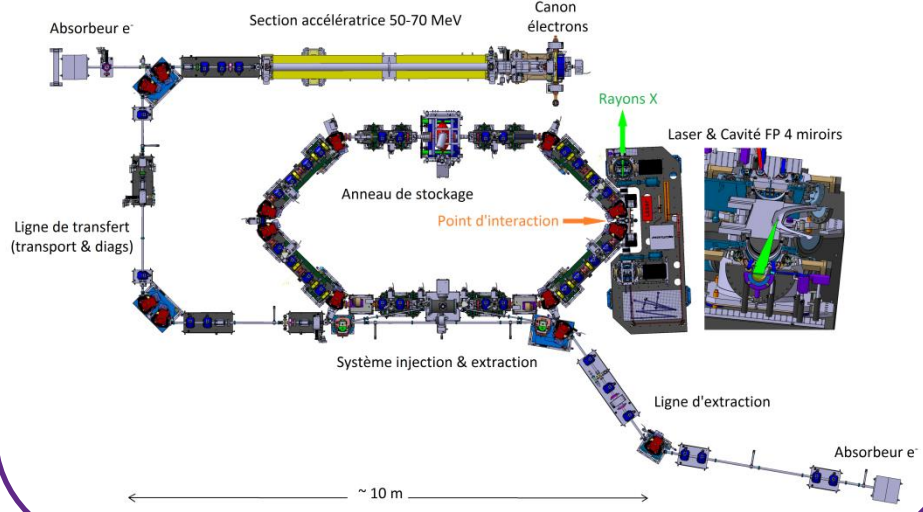 Section accélératrice 50-70 MeV
Canon
électrons
Absorbeur e⁻
Rayons X
Laser & Cavité FP 4 miroirs
Anneau de stockage
Point d'interaction
Ligne de transfert
(transport & diags)
Système injection & extraction
Ligne d'extraction
Absorbeur e⁻
~ 10 m